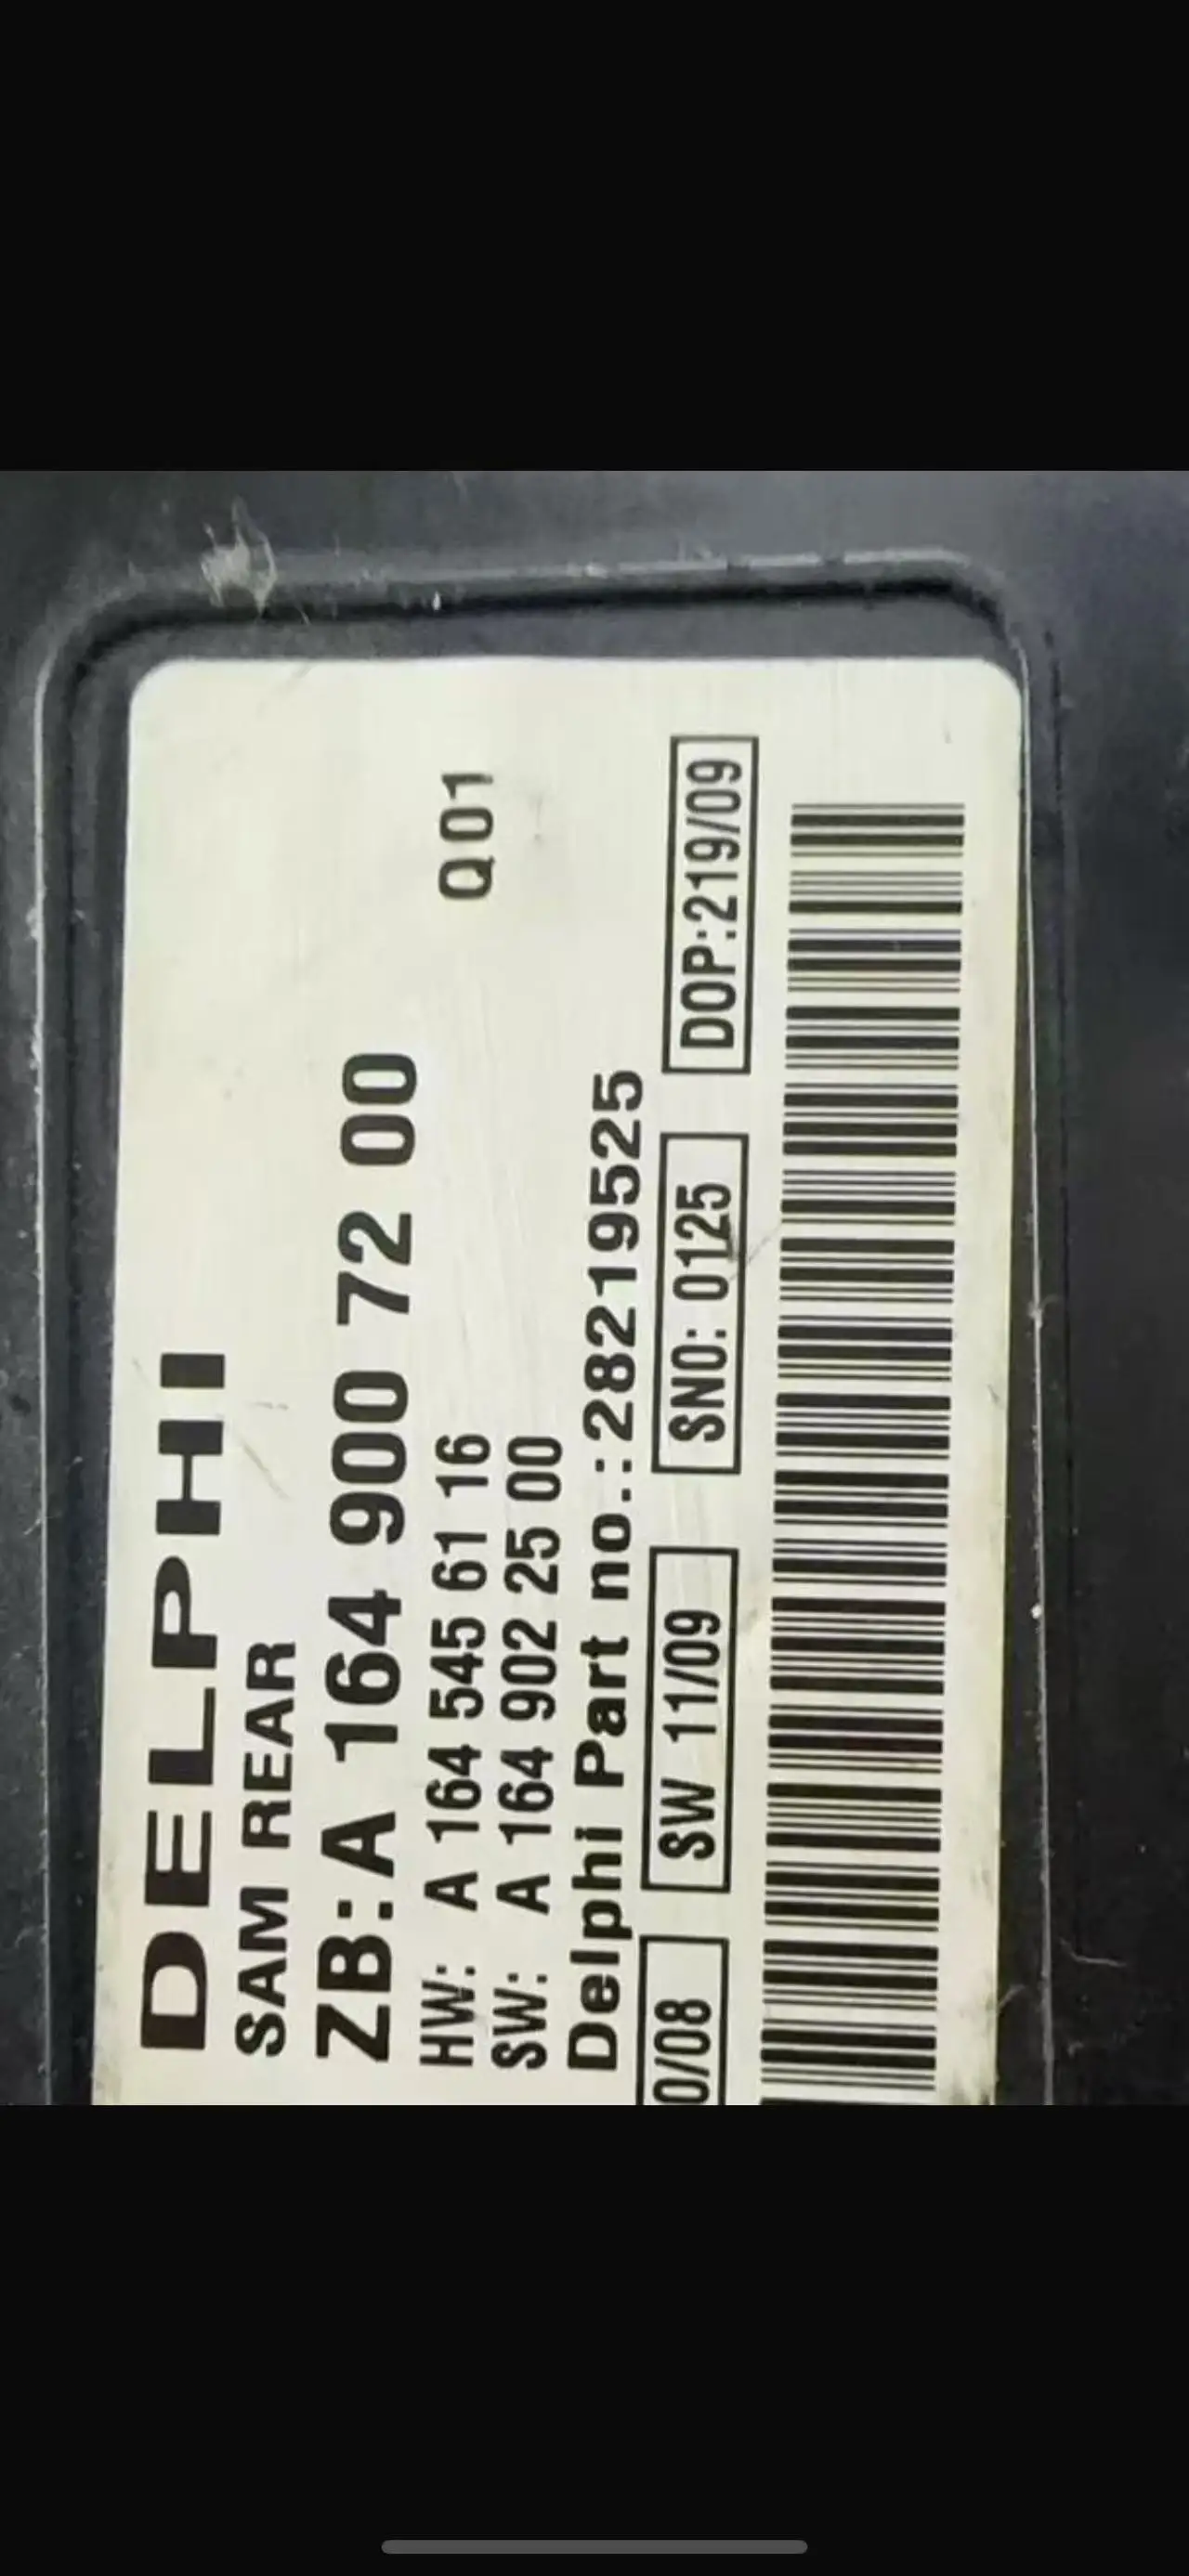 DELPHI
SAM REAR
ZB: A 164 900 72 00
HW: A 164 545 61 16 Q01
SW: A 164 902 25 00
Delphi Part no.: 28219525
0/08 SW 11/09 SNO: 0125 DOP:219/09